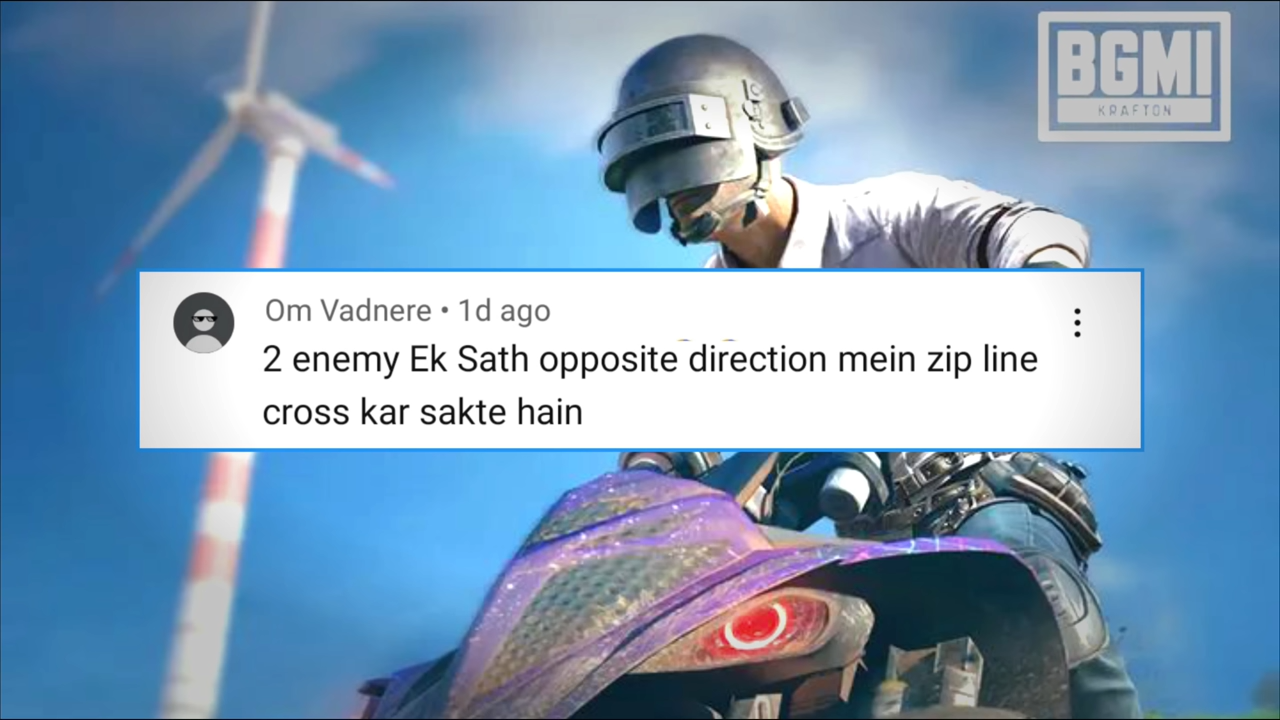 BGMI
KRAFTON
Om Vadnere • 1d ago
2 enemy Ek Sath opposite direction mein zip line
cross kar sakte hain